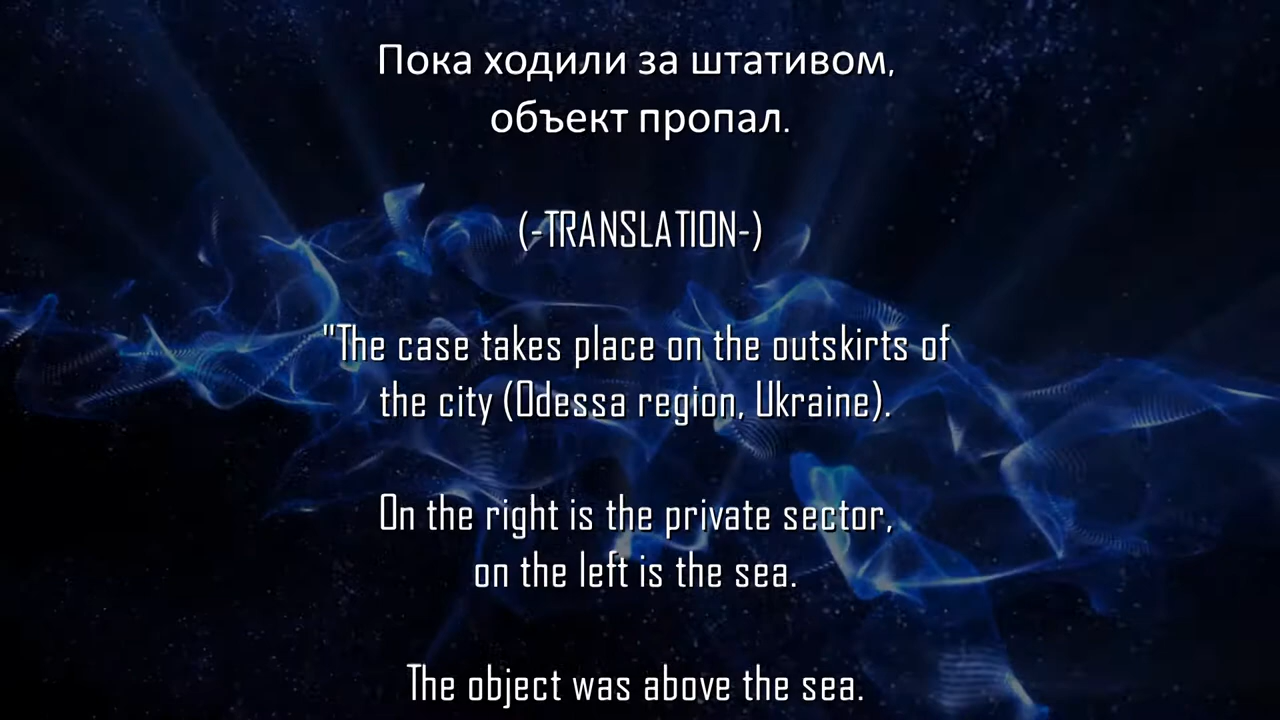 Пока ходили за штативом,
объект пропал.
(-TRANSLATION-)
"The case takes place on the outskirts of
the city (Odessa region, Ukraine).
On the right is the private sector,
on the left is the sea.
The object was above the sea.